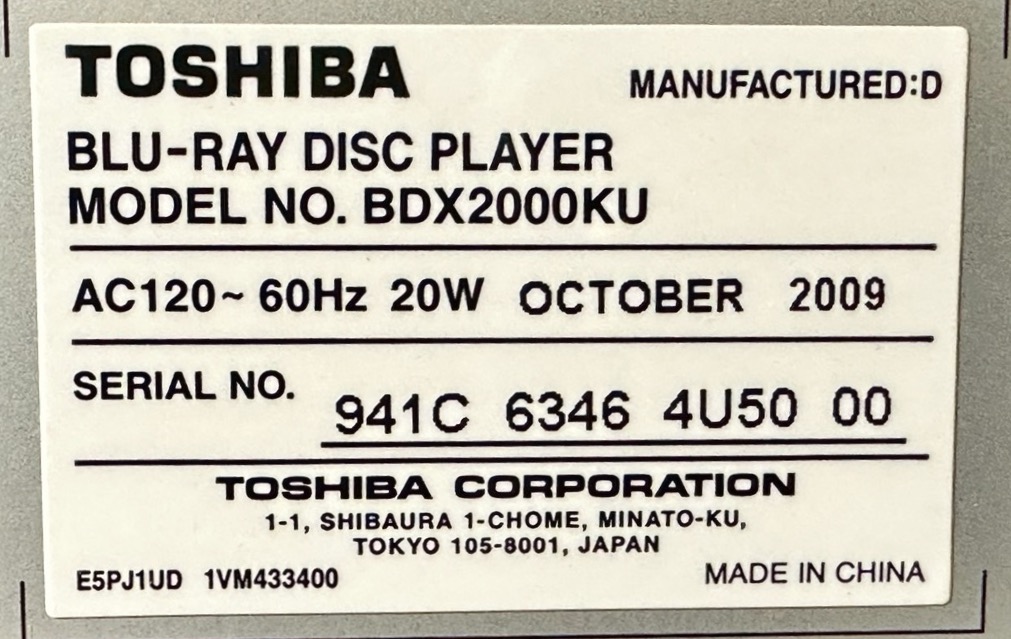 TOSHIBA MANUFACTURED:D
BLU-RAY DISC PLAYER
MODEL NO. BDX2000KU
AC120~ 60Hz 20W OCTOBER 2009
SERIAL NO. 941C 6346 4U50 00
TOSHIBA CORPORATION
1-1, SHIBAURA 1-CHOME, MINATO-KU,
TOKYO 105-8001, JAPAN
E5PJ1UD 1VM433400 MADE IN CHINA